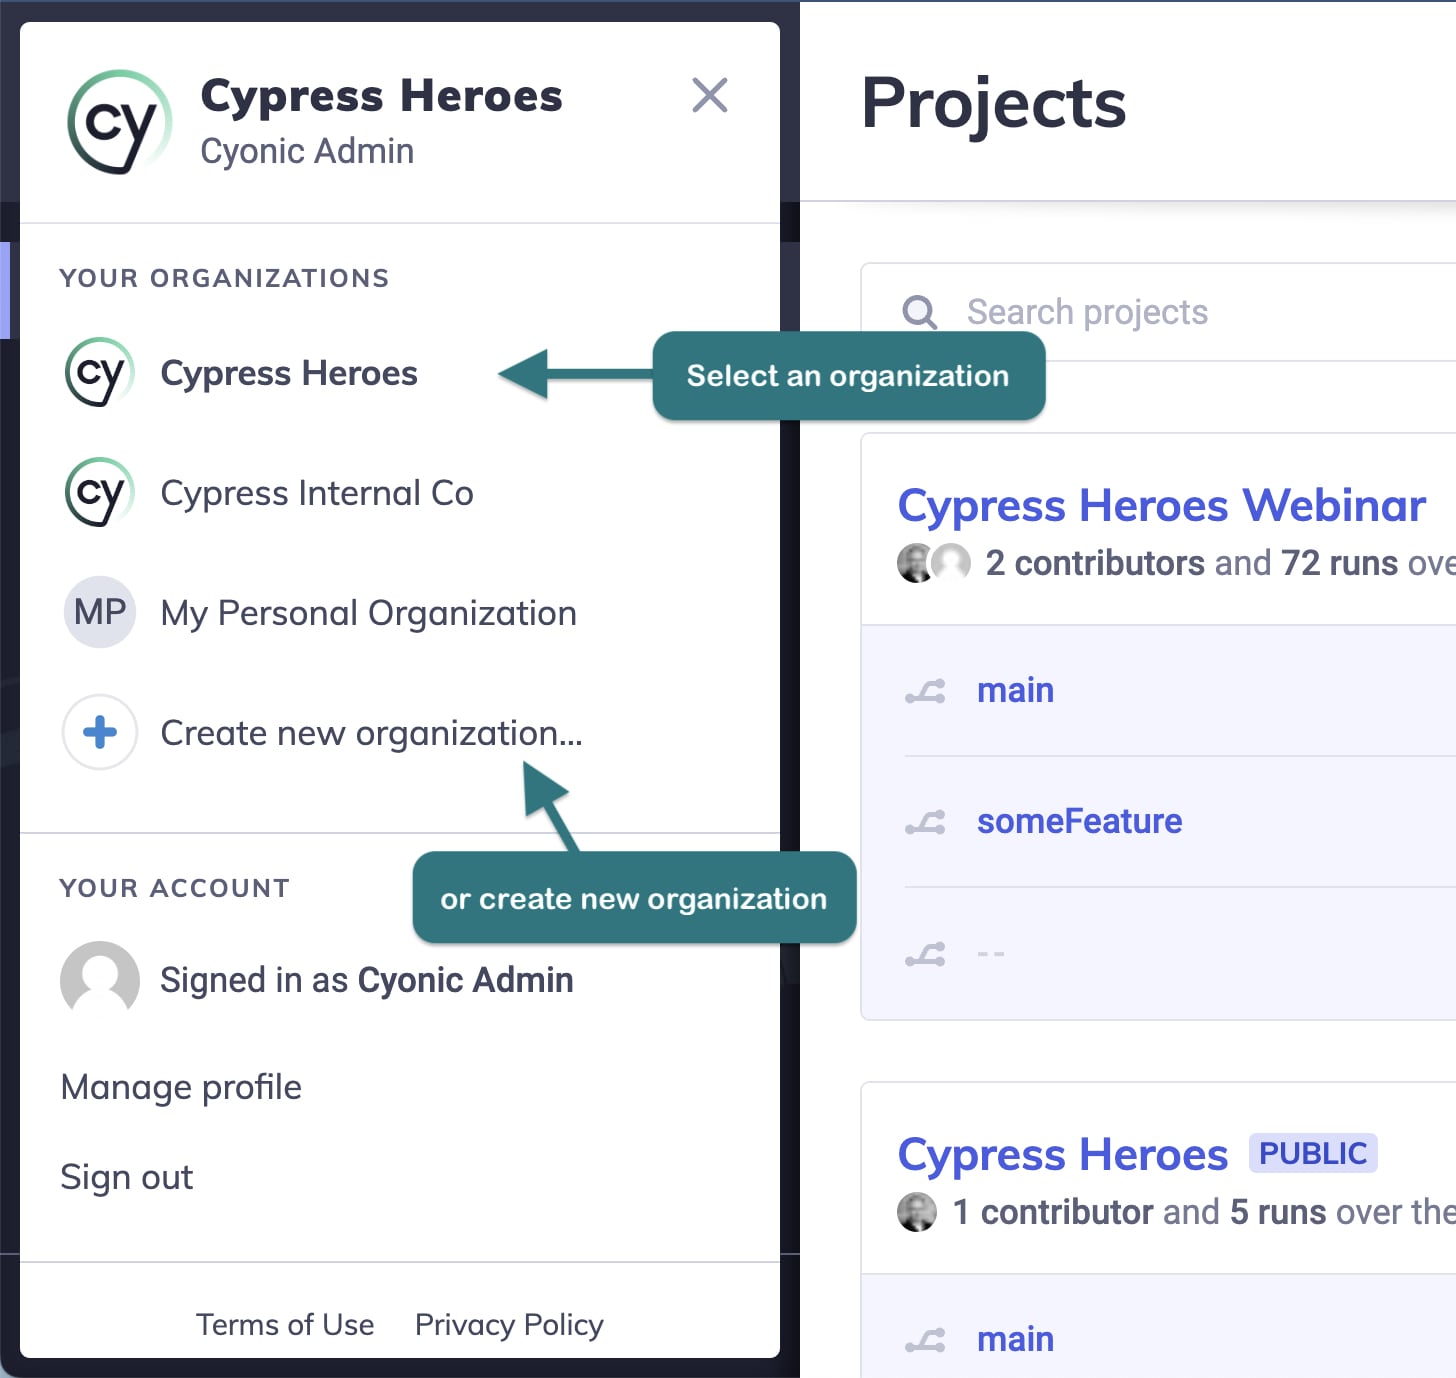 cy
Cypress Heroes
Cyonic Admin
YOUR ORGANIZATIONS
cy
Cypress Heroes
Select an organization
cy
Cypress Internal Co
MP
My Personal Organization
Create new organization...
or create new organization
YOUR ACCOUNT
Signed in as Cyonic Admin
Manage profile
Sign out
Terms of Use Privacy Policy
Projects
Search projects
Cypress Heroes Webinar
2 contributors and 72 runs ove
main
someFeature
--
Cypress Heroes PUBLIC
1 contributor and 5 runs over the
main